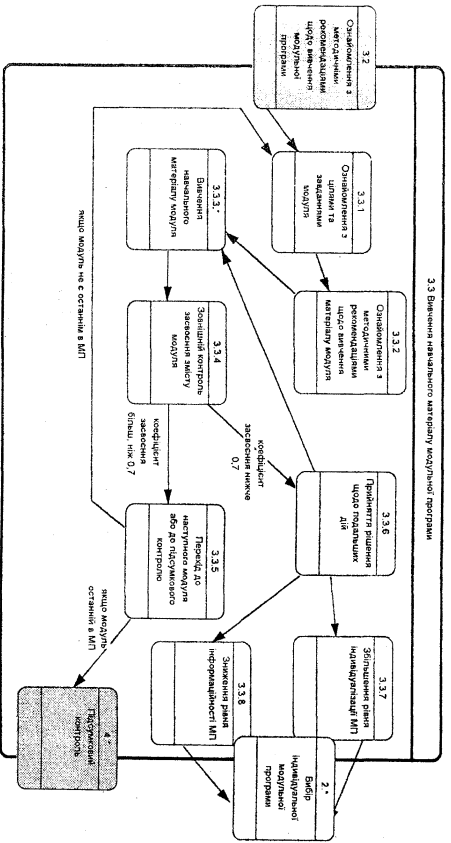 3.3 Вивчення навчального матеріалу модульної програми
3.2
Ознайомлення з
методичними
рекомендаціями
щодо вивчення
модульної
програми
3.3.1
Ознайомлення з
цілями та
завданнями
модуля
3.3.2
Ознайомлення з
методичними
рекомендаціями
щодо вивчення
матеріалу модуля
3.3.3.*
Вивчення
навчального
матеріалу модуля
3.3.4
Зовнішній контроль
засвоєння змісту
модуля
коефіцієнт
засвоєння нижче
0,7
коефіцієнт
засвоєння
більш, ніж 0,7
3.3.6
Прийняття рішення
щодо подальших
дій
3.3.5
Перехід до
наступного модуля
або до підсумкового
контролю
якщо модуль не є останнім в МП
якщо модуль
останній в МП
3.3.7
Збільшення рівня
індивідуалізації МП
3.3.8
Зниження рівня
інформаційності МП
2.*
Вибір
індивідуальної
модульної
програми
4.*
Підсумковий
контроль